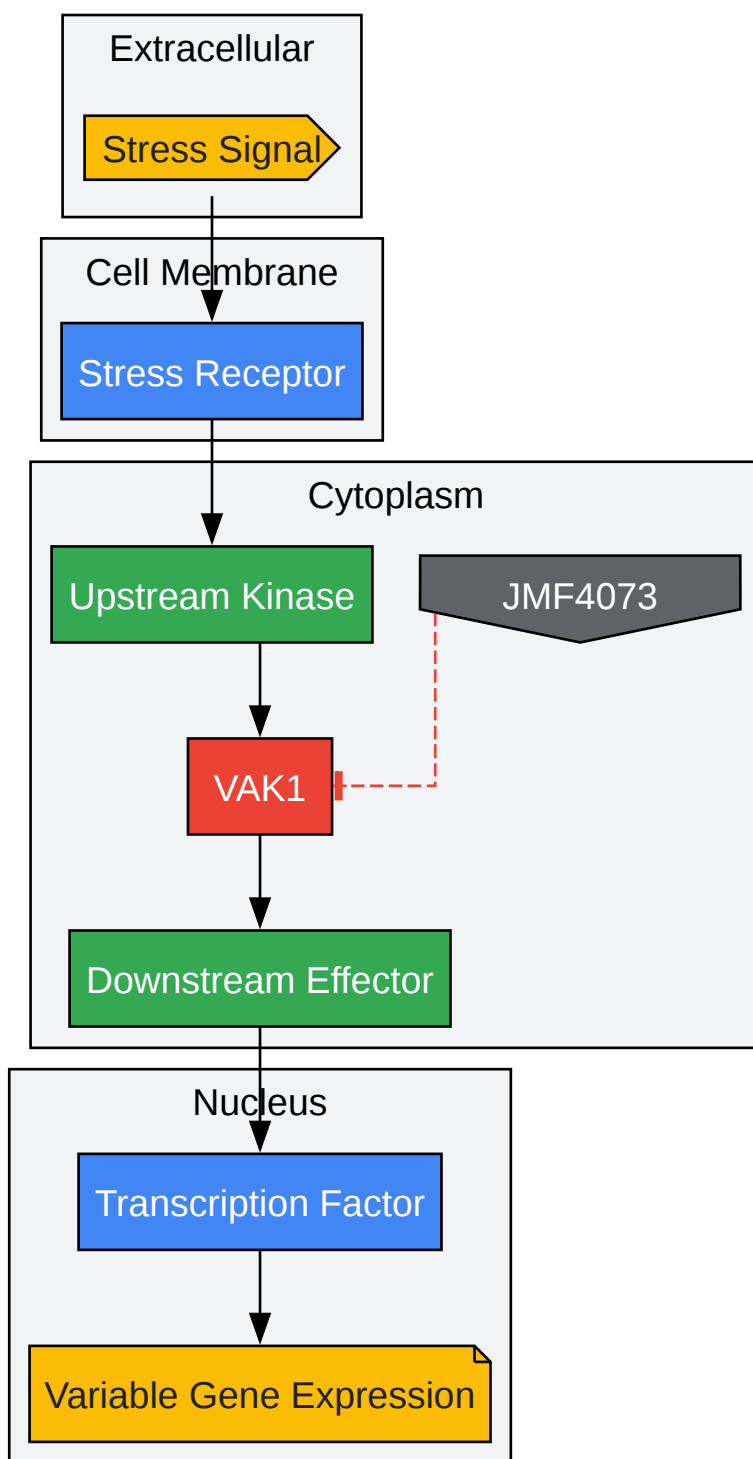 Extracellular
Stress Signal
Cell Membrane
Stress Receptor
Cytoplasm
Upstream Kinase
JMF4073
VAK1
Downstream Effector
Nucleus
Transcription Factor
Variable Gene Expression